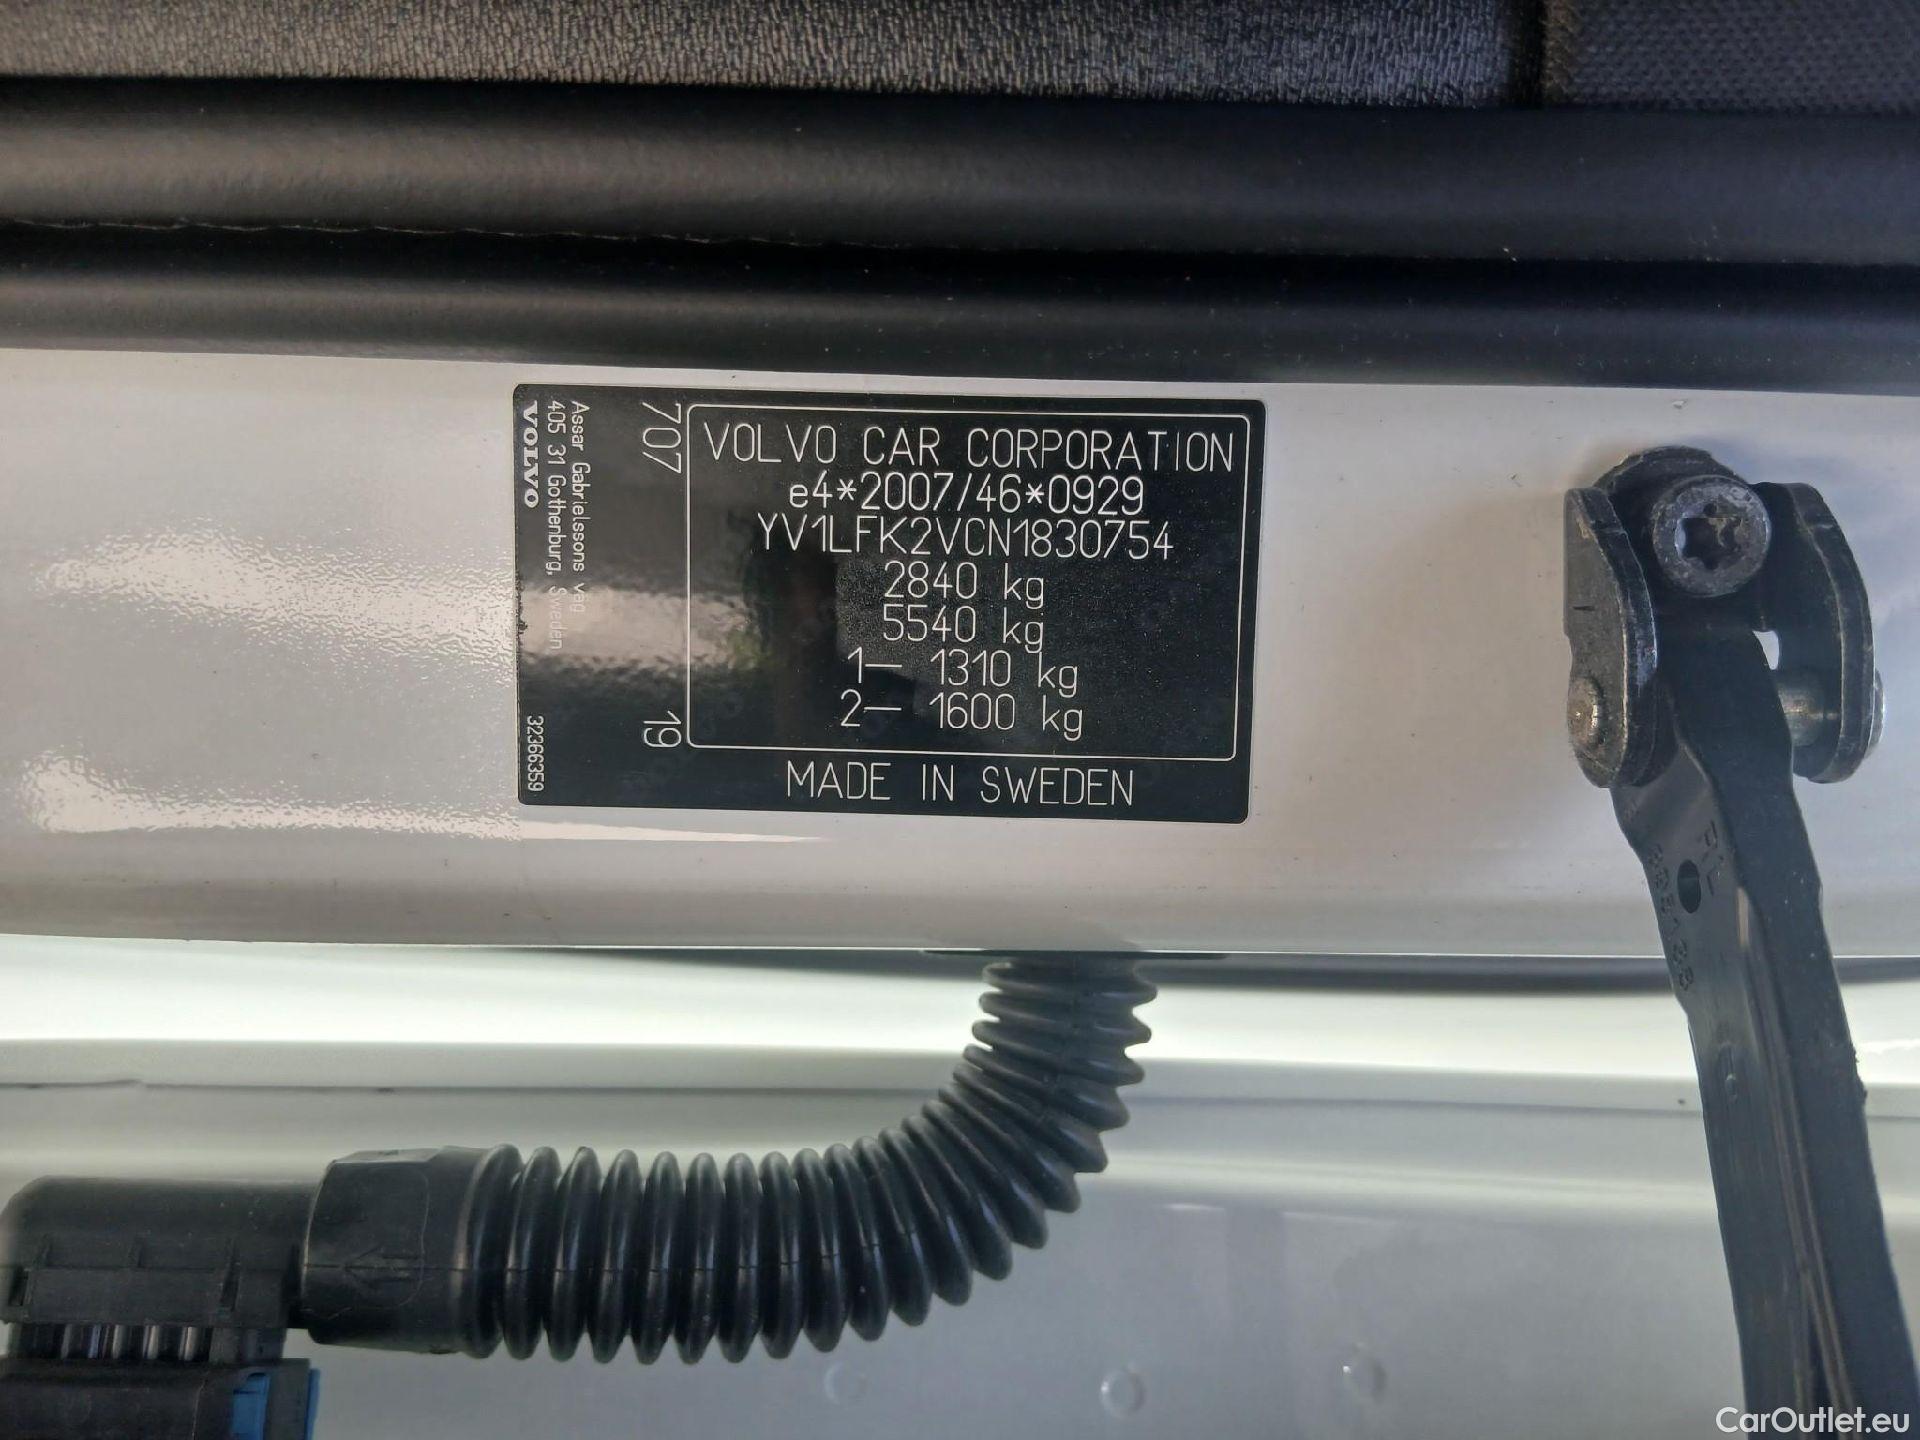 VOLVO CAR CORPORATION
e4*2007/46*0929
YV1LFK2VCN1830754
2840 kg
5540 kg
1– 1310 kg
2– 1600 kg
MADE IN SWEDEN
707
19
Assar Gabrielssons väg
405 31 Gothenburg, Sweden
VOLVO
32366359
CarOutlet.eu